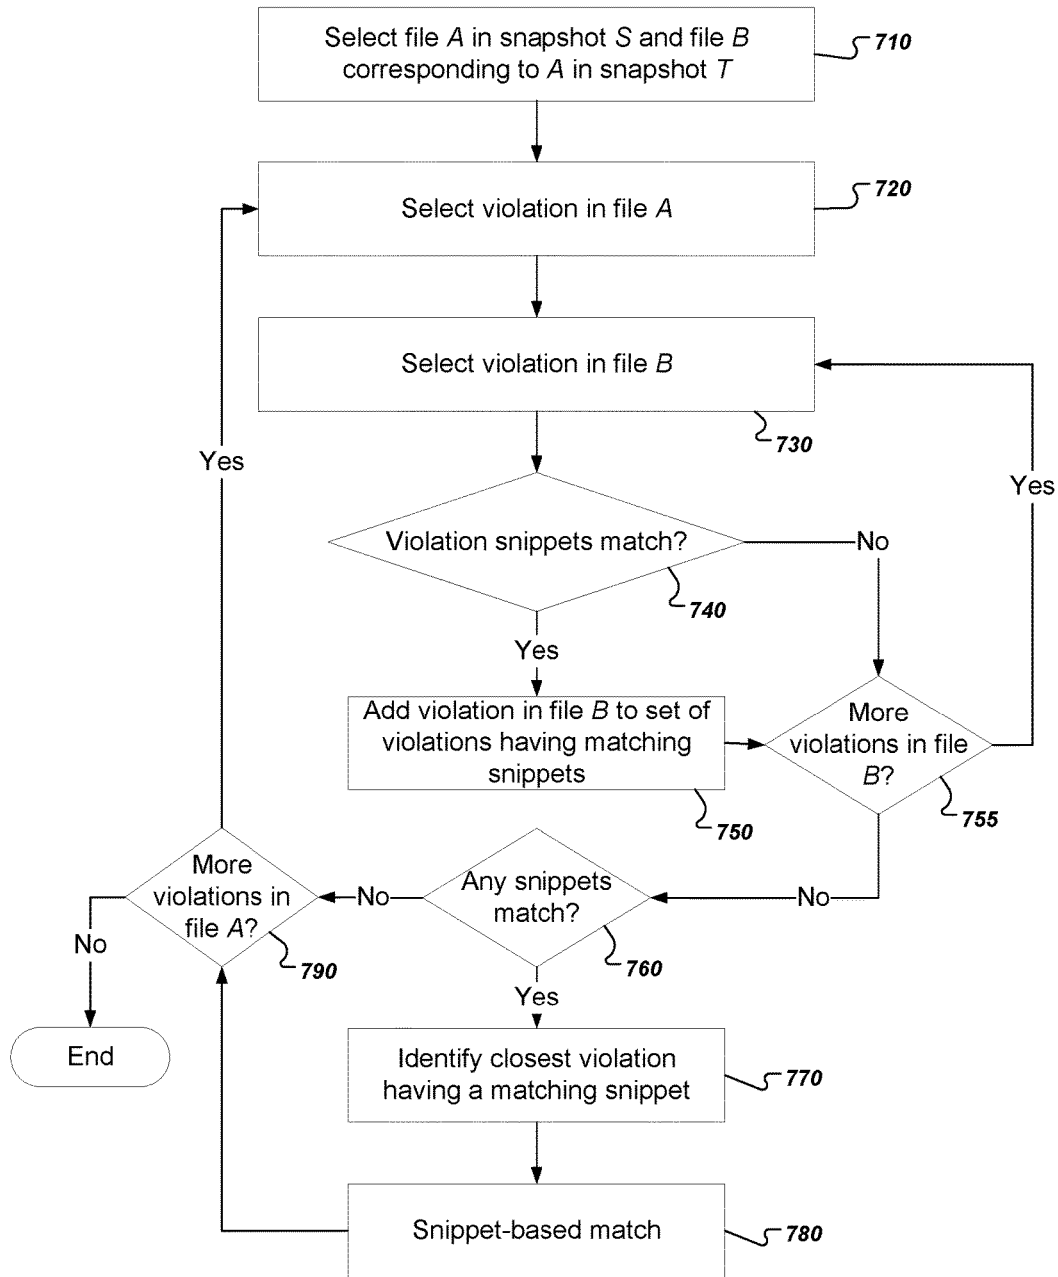 Select file A in snapshot S and file B
corresponding to A in snapshot T
710
Select violation in file A
720
Select violation in file B
730
Yes
Yes
Violation snippets match?
No
740
Yes
Add violation in file B to set of
violations having matching
snippets
750
More
violations in file
B?
755
More
violations in
file A?
790
No
Any snippets
match?
760
No
No
Yes
End
Identify closest violation
having a matching snippet
770
Snippet-based match
780